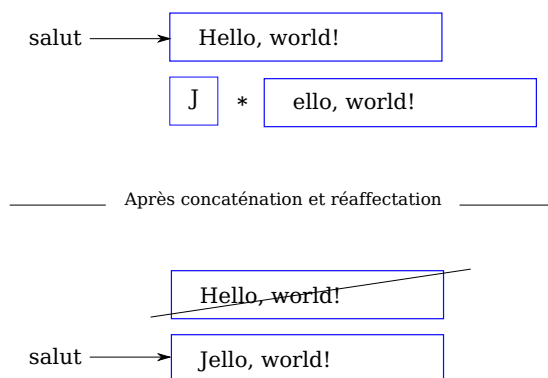 salut Hello, world!
J * ello, world!
Après concaténation et réaffectation
Hello, world!
salut Jello, world!